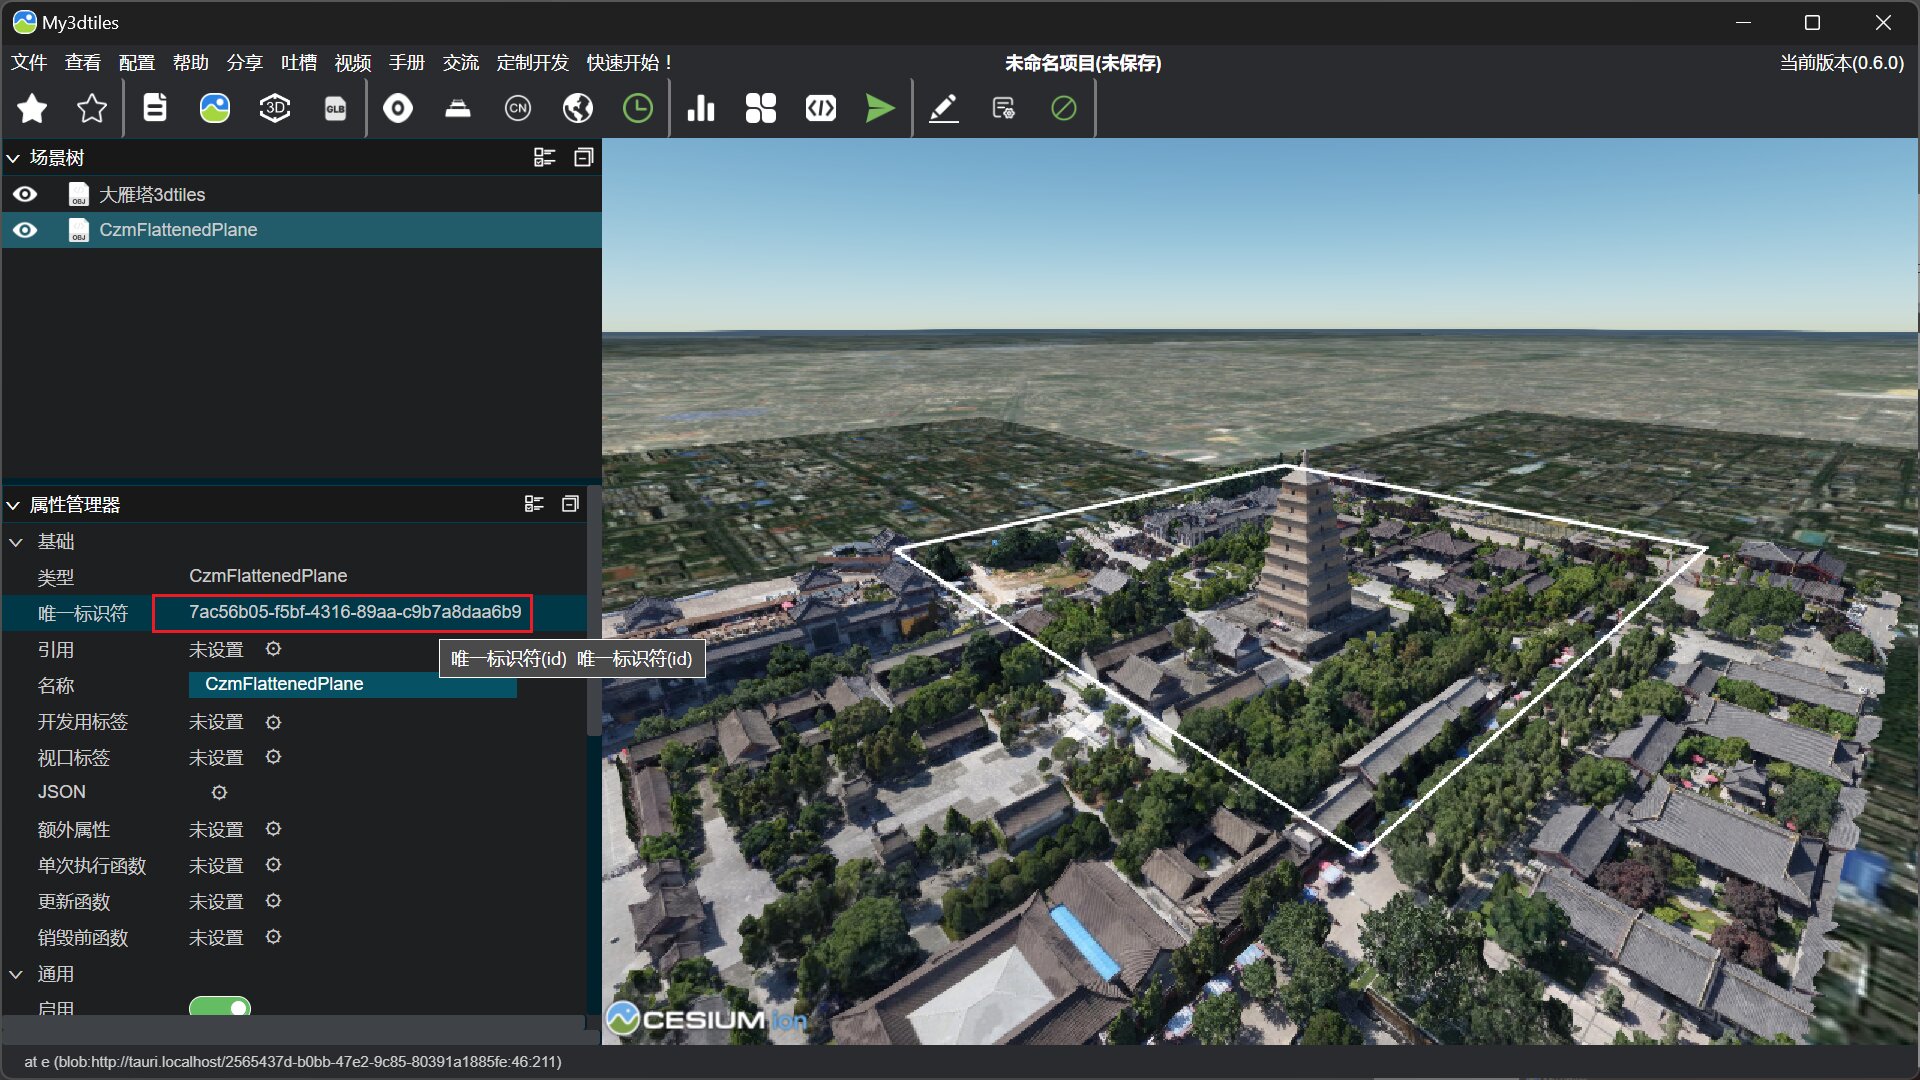 My3dtiles
文件 查看 配置 帮助 分享 吐槽 视频 手册 交流 定制开发 快速开始！ 未命名项目(未保存) 当前版本(0.6.0)
3D GLB CN
场景树
OBJ 大雁塔3dtiles
OBJ CzmFlattenedPlane
属性管理器
基础
类型 CzmFlattenedPlane
唯一标识符 7ac56b05-f5bf-4316-89aa-c9b7a8daa6b9
引用 未设置
唯一标识符(id) 唯一标识符(id)
名称 CzmFlattenedPlane
开发用标签 未设置
视口标签 未设置
JSON
额外属性 未设置
单次执行函数 未设置
更新函数 未设置
销毁前函数 未设置
通用
启用
CESIUM ion
at e (blob:http://tauri.localhost/2565437d-b0bb-47e2-9c85-80391a1885fe:46:211)